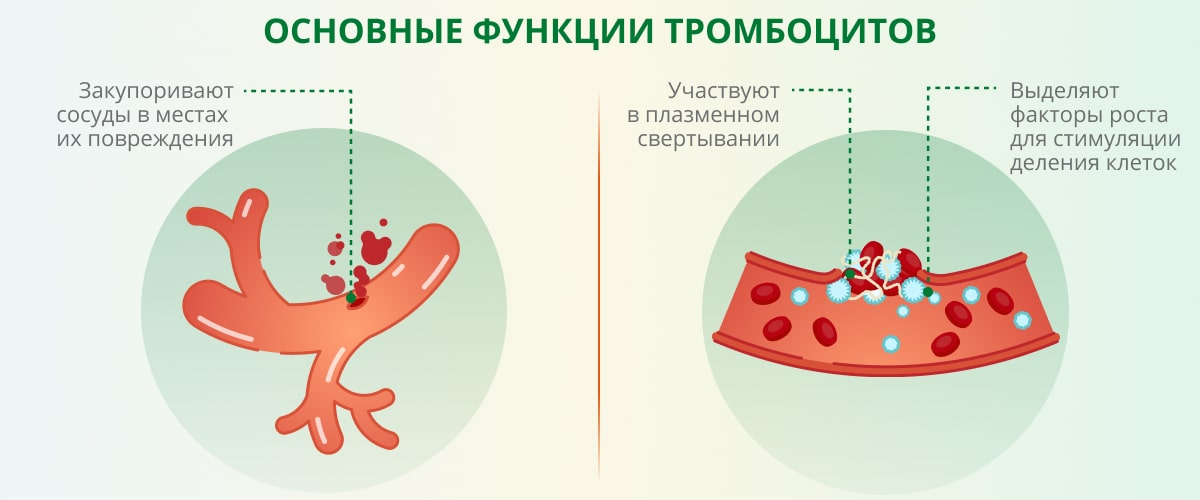 ОСНОВНЫЕ ФУНКЦИИ ТРОМБОЦИТОВ
Закупоривают
сосуды в местах
их повреждения
Участвуют
в плазменном
свертывании
Выделяют
факторы роста
для стимуляции
деления клеток